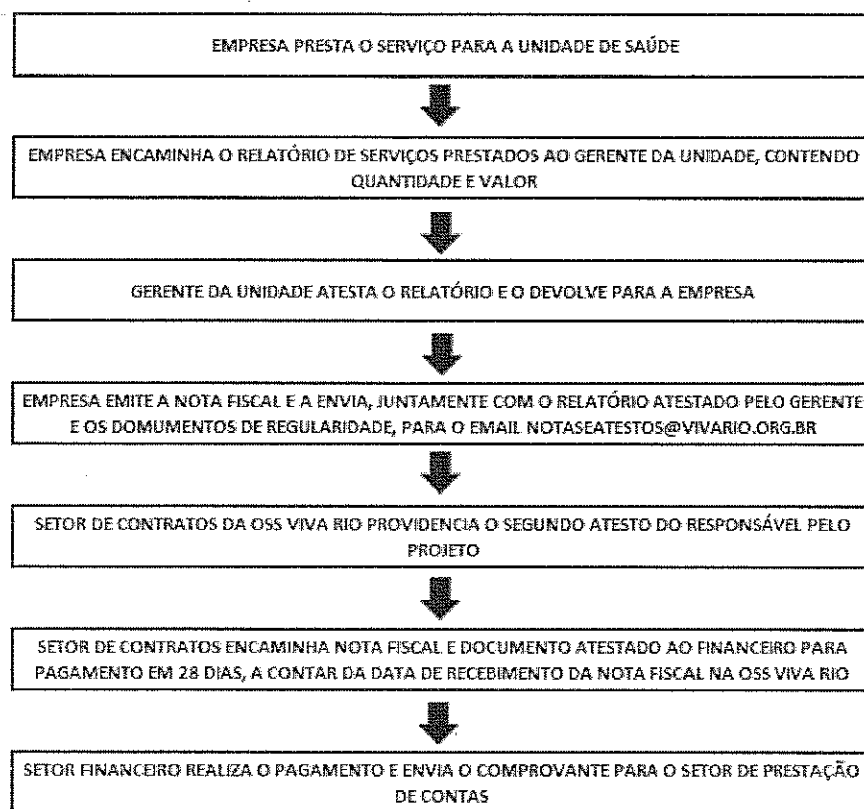 EMPRESA PRESTA O SERVIÇO PARA A UNIDADE DE SAÚDE
EMPRESA ENCAMINHA O RELATÓRIO DE SERVIÇOS PRESTADOS AO GERENTE DA UNIDADE, CONTENDO
QUANTIDADE E VALOR
GERENTE DA UNIDADE ATESTA O RELATÓRIO E O DEVOLVE PARA A EMPRESA
EMPRESA EMITE A NOTA FISCAL E A ENVIA, JUNTAMENTE COM O RELATÓRIO ATESTADO PELO GERENTE
E OS DOMUMENTOS DE REGULARIDADE, PARA O EMAIL NOTASEATESTOS@VIVARIO.ORG.BR
SETOR DE CONTRATOS DA OSS VIVA RIO PROVIDENCIA O SEGUNDO ATESTO DO RESPONSÁVEL PELO
PROJETO
SETOR DE CONTRATOS ENCAMINHA NOTA FISCAL E DOCUMENTO ATESTADO AO FINANCEIRO PARA
PAGAMENTO EM 28 DIAS, A CONTAR DA DATA DE RECEBIMENTO DA NOTA FISCAL NA OSS VIVA RIO
SETOR FINANCEIRO REALIZA O PAGAMENTO E ENVIA O COMPROVANTE PARA O SETOR DE PRESTAÇÃO
DE CONTAS